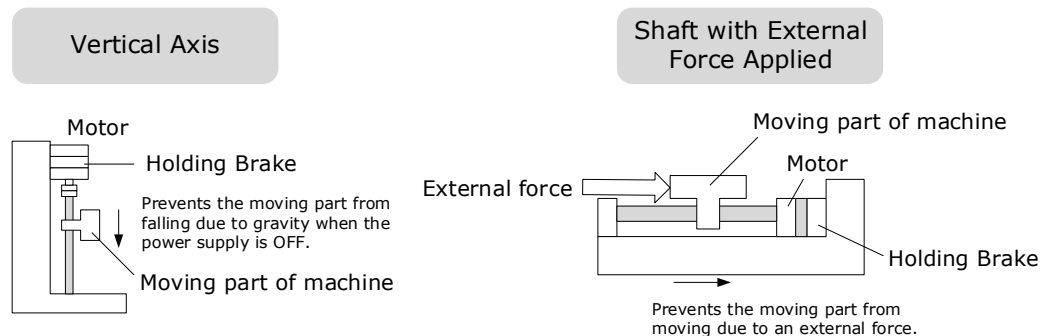 Vertical Axis
Motor
Holding Brake
Prevents the moving part from
falling due to gravity when the
power supply is OFF.
Moving part of machine
Shaft with External
Force Applied
Moving part of machine
Motor
External force
Holding Brake
Prevents the moving part from
moving due to an external force.